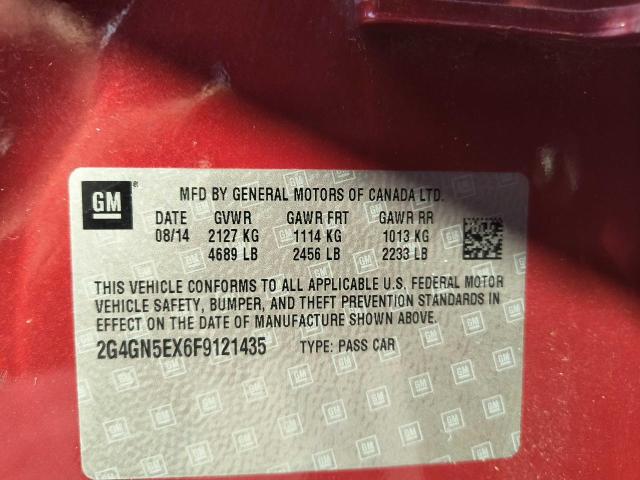 GM ®
MFD BY GENERAL MOTORS OF CANADA LTD.
DATE GVWR GAWR FRT GAWR RR
08/14 2127 KG 1114 KG 1013 KG
4689 LB 2456 LB 2233 LB
THIS VEHICLE CONFORMS TO ALL APPLICABLE U.S. FEDERAL MOTOR
VEHICLE SAFETY, BUMPER, AND THEFT PREVENTION STANDARDS IN
EFFECT ON THE DATE OF MANUFACTURE SHOWN ABOVE.
2G4GN5EX6F9121435 TYPE: PASS CAR